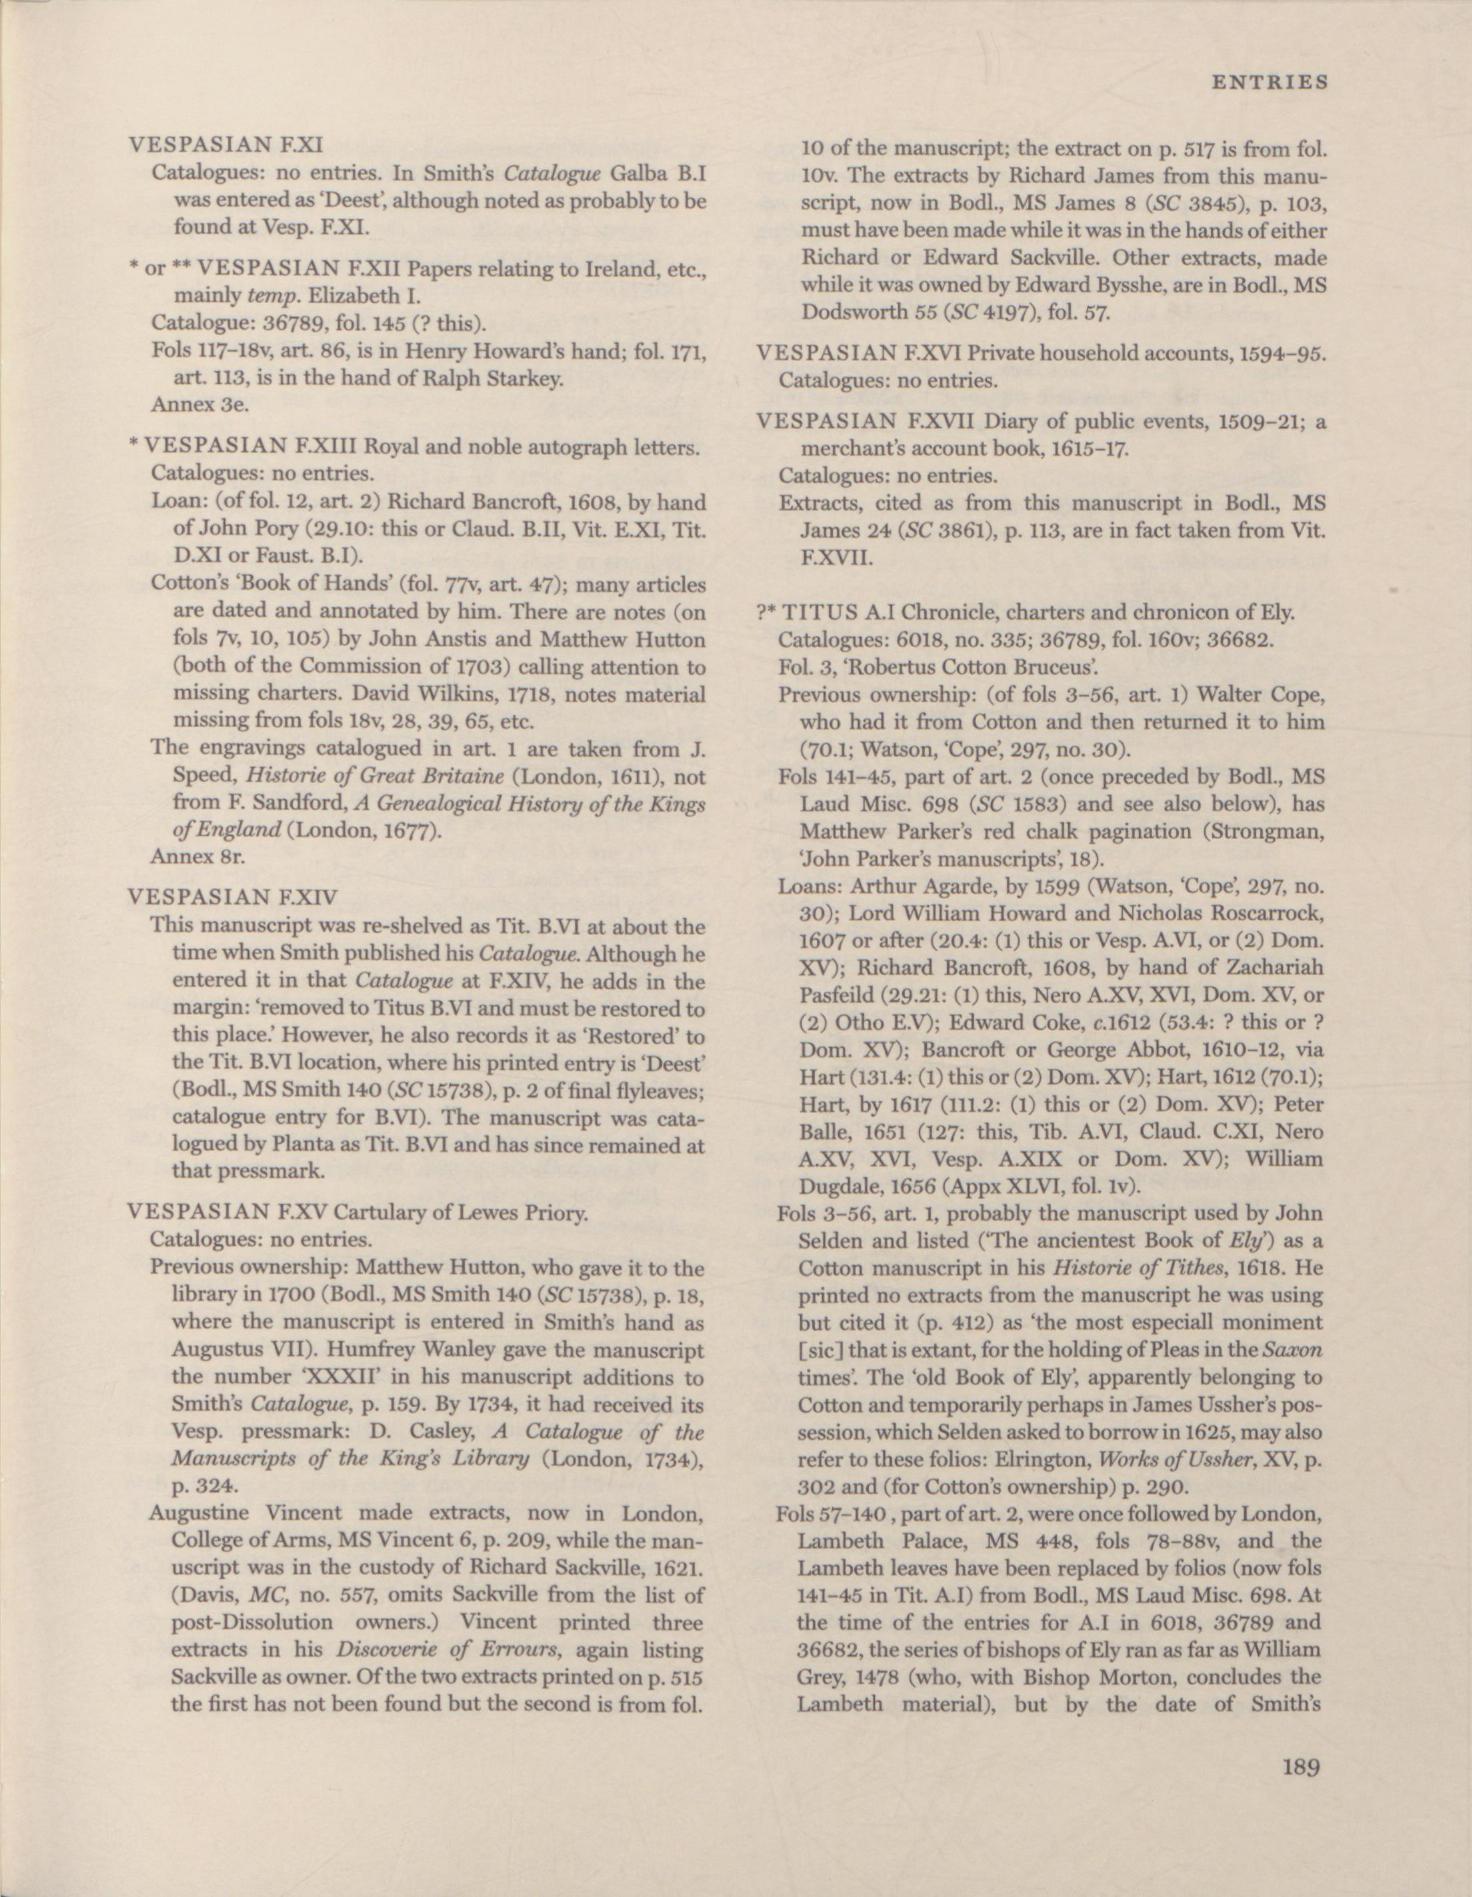 ENTRIES
VESPASIAN F.XI
Catalogues: no entries. In Smith's Catalogue Galba B.I
was entered as 'Deest', although noted as probably to be
found at Vesp. F.XI.
* or ** VESPASIAN F.XII Papers relating to Ireland, etc.,
mainly temp. Elizabeth I.
Catalogue: 36789, fol. 145 (? this).
Fols 117–18v, art. 86, is in Henry Howard's hand; fol. 171,
art. 113, is in the hand of Ralph Starkey.
Annex 3e.
* VESPASIAN F.XIII Royal and noble autograph letters.
Catalogues: no entries.
Loan: (of fol. 12, art. 2) Richard Bancroft, 1608, by hand
of John Pory (29.10: this or Claud. B.II, Vit. E.XI, Tit.
D.XI or Faust. B.I).
Cotton's 'Book of Hands' (fol. 77v, art. 47); many articles
are dated and annotated by him. There are notes (on
fols 7v, 10, 105) by John Anstis and Matthew Hutton
(both of the Commission of 1703) calling attention to
missing charters. David Wilkins, 1718, notes material
missing from fols 18v, 28, 39, 65, etc.
The engravings catalogued in art. 1 are taken from J.
Speed, Historie of Great Britaine (London, 1611), not
from F. Sandford, A Genealogical History of the Kings
of England (London, 1677).
Annex 8r.
VESPASIAN F.XIV
This manuscript was re-shelved as Tit. B.VI at about the
time when Smith published his Catalogue. Although he
entered it in that Catalogue at F.XIV, he adds in the
margin: 'removed to Titus B.VI and must be restored to
this place.' However, he also records it as 'Restored' to
the Tit. B.VI location, where his printed entry is 'Deest'
(Bodl., MS Smith 140 (SC 15738), p. 2 of final flyleaves;
catalogue entry for B.VI). The manuscript was cata-
logued by Planta as Tit. B.VI and has since remained at
that pressmark.
VESPASIAN F.XV Cartulary of Lewes Priory.
Catalogues: no entries.
Previous ownership: Matthew Hutton, who gave it to the
library in 1700 (Bodl., MS Smith 140 (SC 15738), p. 18,
where the manuscript is entered in Smith's hand as
Augustus VII). Humfrey Wanley gave the manuscript
the number 'XXXII' in his manuscript additions to
Smith's Catalogue, p. 159. By 1734, it had received its
Vesp. pressmark: D. Casley, A Catalogue of the
Manuscripts of the King's Library (London, 1734),
p. 324.
Augustine Vincent made extracts, now in London,
College of Arms, MS Vincent 6, p. 209, while the man-
uscript was in the custody of Richard Sackville, 1621.
(Davis, MC, no. 557, omits Sackville from the list of
post-Dissolution owners.) Vincent printed three
extracts in his Discoverie of Errours, again listing
Sackville as owner. Of the two extracts printed on p. 515
the first has not been found but the second is from fol.
10 of the manuscript; the extract on p. 517 is from fol.
10v. The extracts by Richard James from this manu-
script, now in Bodl., MS James 8 (SC 3845), p. 103,
must have been made while it was in the hands of either
Richard or Edward Sackville. Other extracts, made
while it was owned by Edward Bysshe, are in Bodl., MS
Dodsworth 55 (SC 4197), fol. 57.
VESPASIAN F.XVI Private household accounts, 1594–95.
Catalogues: no entries.
VESPASIAN F.XVII Diary of public events, 1509–21; a
merchant's account book, 1615–17.
Catalogues: no entries.
Extracts, cited as from this manuscript in Bodl., MS
James 24 (SC 3861), p. 113, are in fact taken from Vit.
F.XVII.
?* TITUS A.I Chronicle, charters and chronicon of Ely.
Catalogues: 6018, no. 335; 36789, fol. 160v; 36682.
Fol. 3, 'Robertus Cotton Bruceus'.
Previous ownership: (of fols 3–56, art. 1) Walter Cope,
who had it from Cotton and then returned it to him
(70.1; Watson, 'Cope', 297, no. 30).
Fols 141–45, part of art. 2 (once preceded by Bodl., MS
Laud Misc. 698 (SC 1583) and see also below), has
Matthew Parker's red chalk pagination (Strongman,
'John Parker's manuscripts', 18).
Loans: Arthur Agarde, by 1599 (Watson, 'Cope', 297, no.
30); Lord William Howard and Nicholas Roscarrock,
1607 or after (20.4: (1) this or Vesp. A.VI, or (2) Dom.
XV); Richard Bancroft, 1608, by hand of Zachariah
Pasfeild (29.21: (1) this, Nero A.XV, XVI, Dom. XV, or
(2) Otho E.V); Edward Coke, c.1612 (53.4: ? this or ?
Dom. XV); Bancroft or George Abbot, 1610–12, via
Hart (131.4: (1) this or (2) Dom. XV); Hart, 1612 (70.1);
Hart, by 1617 (111.2: (1) this or (2) Dom. XV); Peter
Balle, 1651 (127: this, Tib. A.VI, Claud. C.XI, Nero
A.XV, XVI, Vesp. A.XIX or Dom. XV); William
Dugdale, 1656 (Appx XLVI, fol. 1v).
Fols 3–56, art. 1, probably the manuscript used by John
Selden and listed ('The ancientest Book of Ely') as a
Cotton manuscript in his Historie of Tithes, 1618. He
printed no extracts from the manuscript he was using
but cited it (p. 412) as 'the most especiall moniment
[sic] that is extant, for the holding of Pleas in the Saxon
times'. The 'old Book of Ely', apparently belonging to
Cotton and temporarily perhaps in James Ussher's pos-
session, which Selden asked to borrow in 1625, may also
refer to these folios: Elrington, Works of Ussher, XV, p.
302 and (for Cotton's ownership) p. 290.
Fols 57–140 , part of art. 2, were once followed by London,
Lambeth Palace, MS 448, fols 78–88v, and the
Lambeth leaves have been replaced by folios (now fols
141–45 in Tit. A.I) from Bodl., MS Laud Misc. 698. At
the time of the entries for A.I in 6018, 36789 and
36682, the series of bishops of Ely ran as far as William
Grey, 1478 (who, with Bishop Morton, concludes the
Lambeth material), but by the date of Smith's
189